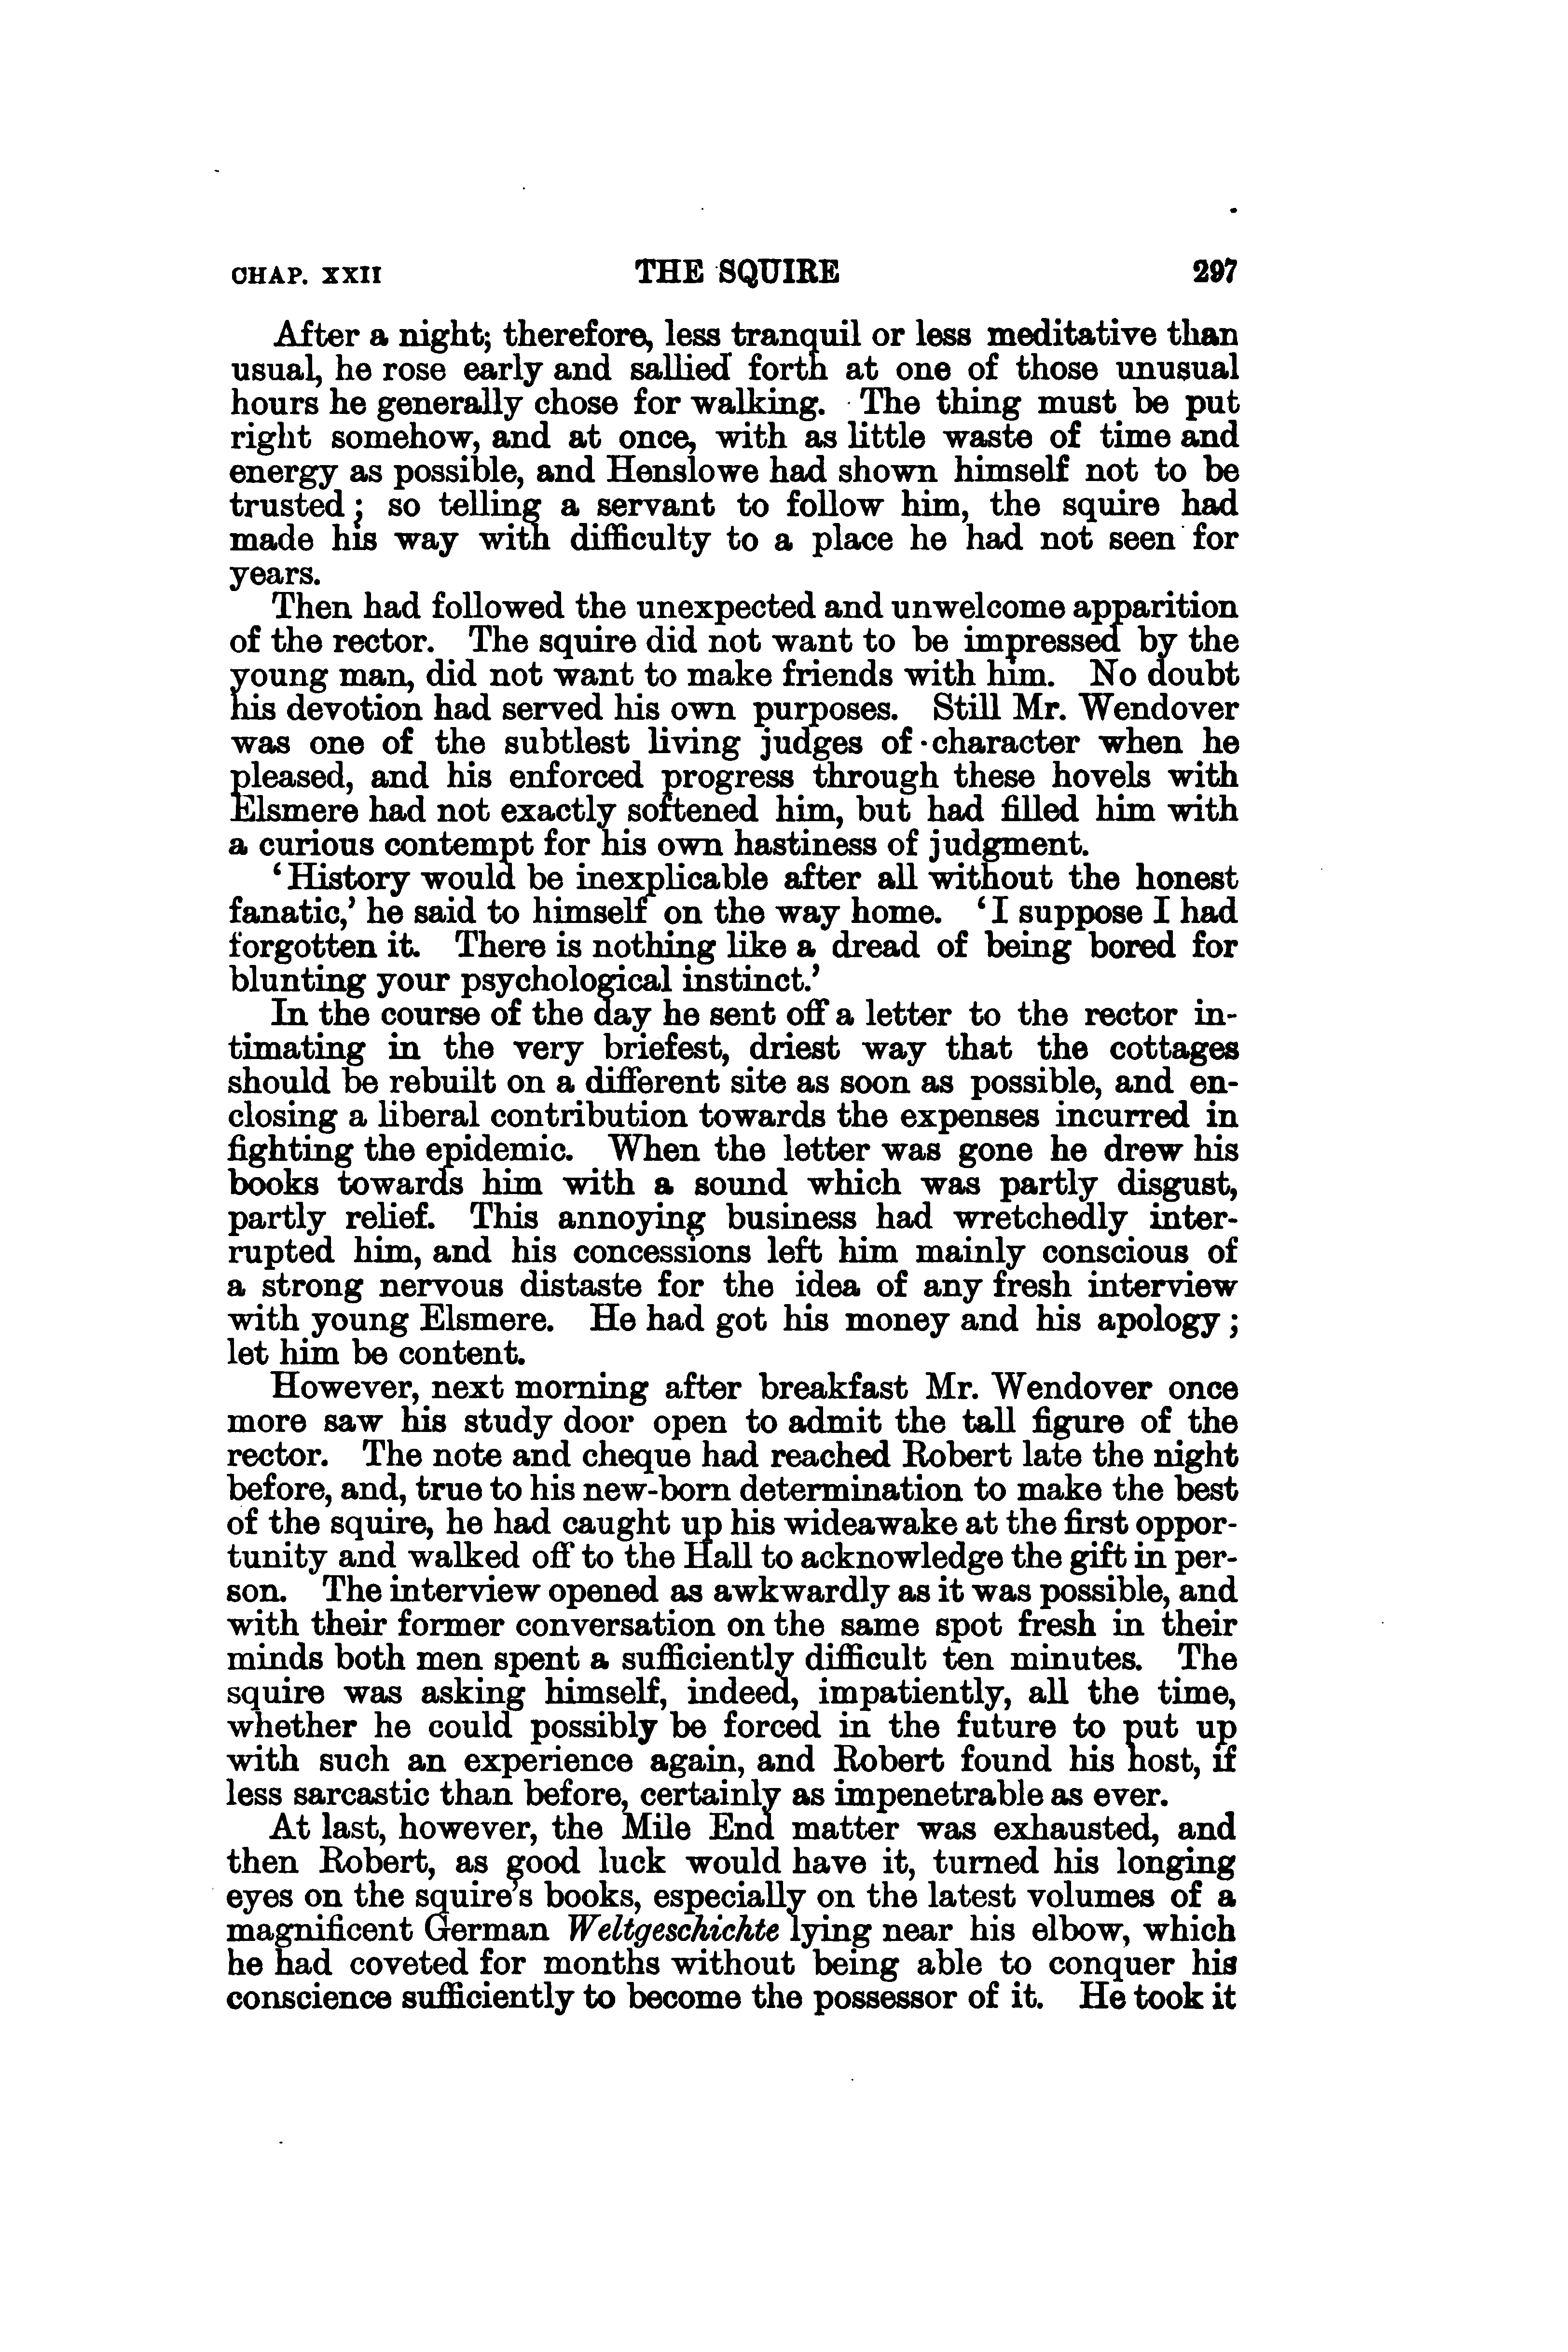 CHAP. XXII THE SQUIRE 297
After a night, therefore, less tranquil or less meditative than
usual, he rose early and sallied forth at one of those unusual
hours he generally chose for walking. The thing must be put
right somehow, and at once, with as little waste of time and
energy as possible, and Henslowe had shown himself not to be
trusted; so telling a servant to follow him, the squire had
made his way with difficulty to a place he had not seen for
years.
Then had followed the unexpected and unwelcome apparition
of the rector. The squire did not want to be impressed by the
young man, did not want to make friends with him. No doubt
his devotion had served his own purposes. Still Mr. Wendover
was one of the subtlest living judges of character when he
pleased, and his enforced progress through these hovels with
Elsmere had not exactly softened him, but had filled him with
a curious contempt for his own hastiness of judgment.
‘History would be inexplicable after all without the honest
fanatic,’ he said to himself on the way home. ‘I suppose I had
forgotten it. There is nothing like a dread of being bored for
blunting your psychological instinct.’
In the course of the day he sent off a letter to the rector in-
timating in the very briefest, driest way that the cottages
should be rebuilt on a different site as soon as possible, and en-
closing a liberal contribution towards the expenses incurred in
fighting the epidemic. When the letter was gone he drew his
books towards him with a sound which was partly disgust,
partly relief. This annoying business had wretchedly inter-
rupted him, and his concessions left him mainly conscious of
a strong nervous distaste for the idea of any fresh interview
with young Elsmere. He had got his money and his apology;
let him be content.
However, next morning after breakfast Mr. Wendover once
more saw his study door open to admit the tall figure of the
rector. The note and cheque had reached Robert late the night
before, and, true to his new-born determination to make the best
of the squire, he had caught up his wideawake at the first oppor-
tunity and walked off to the Hall to acknowledge the gift in per-
son. The interview opened as awkwardly as it was possible, and
with their former conversation on the same spot fresh in their
minds both men spent a sufficiently difficult ten minutes. The
squire was asking himself, indeed, impatiently, all the time,
whether he could possibly be forced in the future to put up
with such an experience again, and Robert found his host, if
less sarcastic than before, certainly as impenetrable as ever.
At last, however, the Mile End matter was exhausted, and
then Robert, as good luck would have it, turned his longing
eyes on the squire’s books, especially on the latest volumes of a
magnificent German Weltgeschichte lying near his elbow, which
he had coveted for months without being able to conquer his
conscience sufficiently to become the possessor of it. He took it